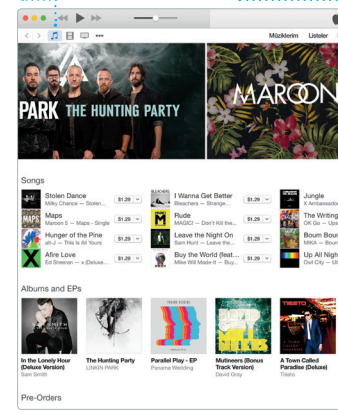 Müziklerim Listeler
PARK THE HUNTING PARTY
MAROON
Songs
Stolen Dance
Milky Chance — Stolen...
$1.29
Maps
Maroon 5 — Maps - Single
$1.29
Hunger of the Pine
alt-J — This Is All Yours
$1.29
Afire Love
Ed Sheeran — x (Deluxe...
$1.29
I Wanna Get Better
Bleachers — Strange...
$1.29
Rude
MAGIC! — Don't Kill the...
$1.29
Leave the Night On
Sam Hunt — Leave the...
$1.29
Buy the World (feat...
Mike Will Made-It — Buy...
$1.29
Jungle
X Ambassador
The Writing
OK Go — Ups
Boum Bou
MIKA — Boun
Up All Nigh
Owl City — Ul
Albums and EPs
In the Lonely Hour
(Deluxe Version)
Sam Smith
The Hunting Party
LINKIN PARK
Parallel Play - EP
Panama Wedding
Mutineers (Bonus
Track Version)
David Gray
TIËSTO
A Town Called
Paradise (Deluxe)
Tiësto
Pre-Orders